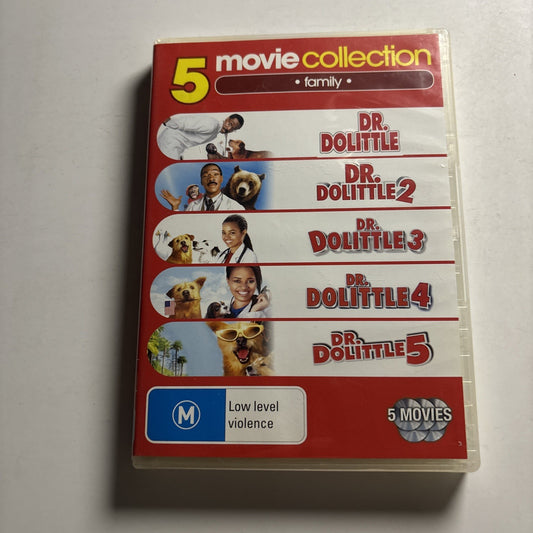 5 movie collection
• family •
DR.
DOLITTLE
DR.
DOLITTLE 2
DR.
DOLITTLE 3
DR.
DOLITTLE 4
DR.
DOLITTLE 5
M
Low level
violence
5 MOVIES